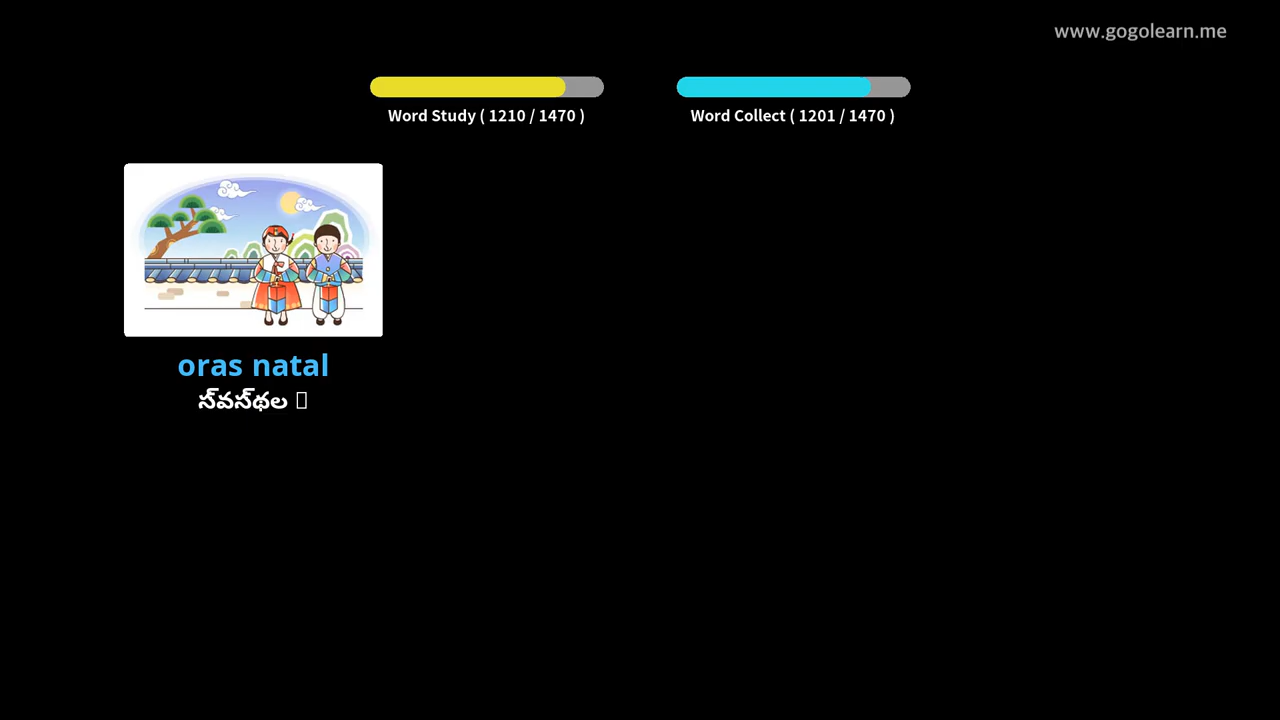 www.gogolearn.me
Word Study ( 1210 / 1470 )
Word Collect ( 1201 / 1470 )
oras natal
స్‌వస్‌థల